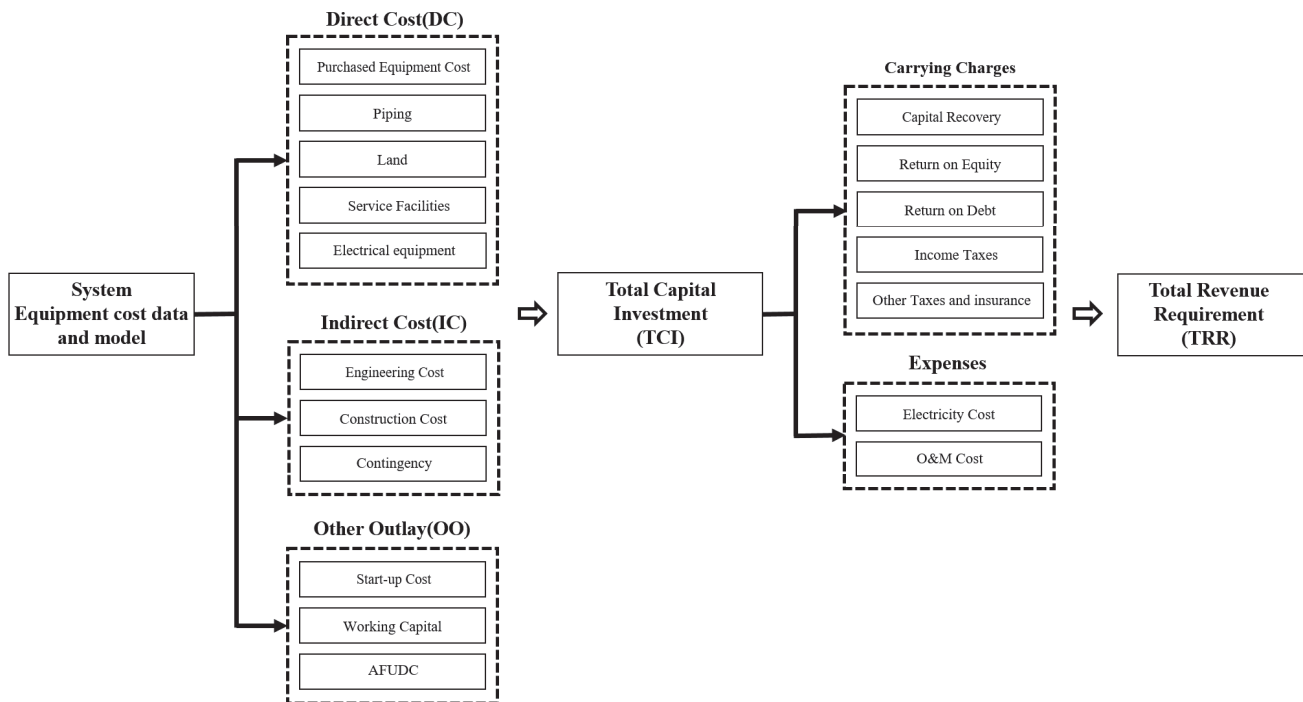 System
Equipment cost data
and model
Direct Cost(DC)
Purchased Equipment Cost
Piping
Land
Service Facilities
Electrical equipment
Indirect Cost(IC)
Engineering Cost
Construction Cost
Contingency
Other Outlay(OO)
Start-up Cost
Working Capital
AFUDC
Total Capital
Investment
(TCI)
Carrying Charges
Capital Recovery
Return on Equity
Return on Debt
Income Taxes
Other Taxes and insurance
Expenses
Electricity Cost
O&M Cost
Total Revenue
Requirement
(TRR)